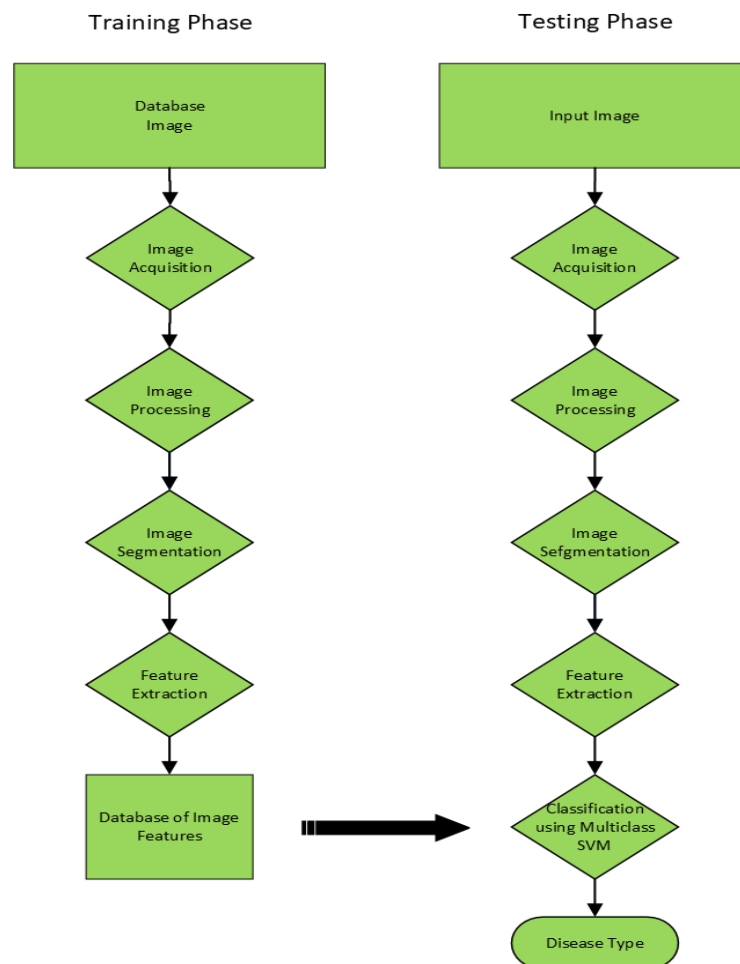 Training Phase
Database
Image
Image
Acquisition
Image
Processing
Image
Segmentation
Feature
Extraction
Database of Image
Features
Testing Phase
Input Image
Image
Acquisition
Image
Processing
Image
Sefgmentation
Feature
Extraction
Classification
using Multiclass
SVM
Disease Type